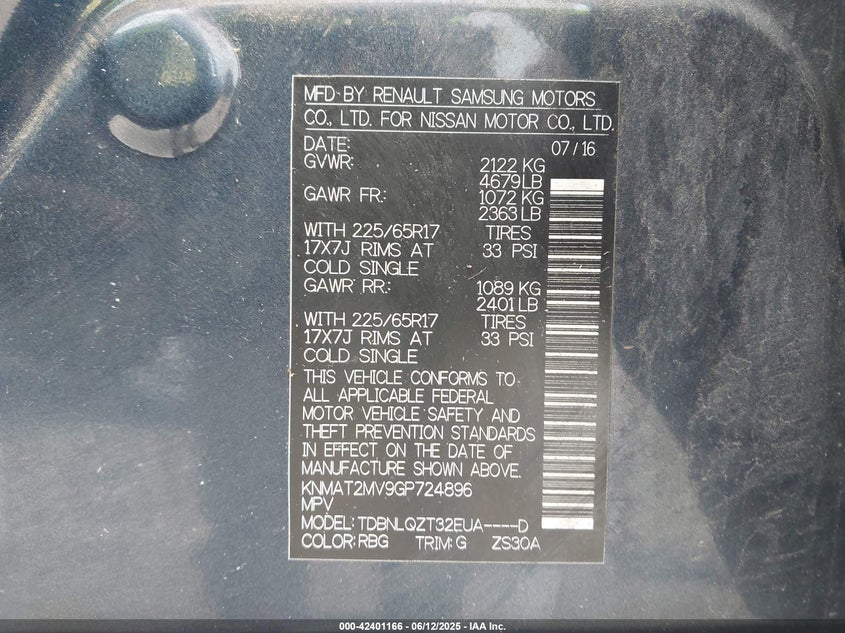 MFD BY RENAULT SAMSUNG MOTORS
CO., LTD. FOR NISSAN MOTOR CO., LTD.
DATE: 07/16
GVWR: 2122 KG
4679LB
GAWR FR: 1072 KG
2363LB
WITH 225/65R17 TIRES
17X7J RIMS AT 33 PSI
COLD SINGLE
GAWR RR: 1089 KG
2401LB
WITH 225/65R17 TIRES
17X7J RIMS AT 33 PSI
COLD SINGLE
THIS VEHICLE CONFORMS TO
ALL APPLICABLE FEDERAL
MOTOR VEHICLE SAFETY AND
THEFT PREVENTION STANDARDS
IN EFFECT ON THE DATE OF
MANUFACTURE SHOWN ABOVE.
KNMAT2MV9GP724896
MPV
MODEL: TDBNLQZT32EUA----D
COLOR: RBG TRIM: G ZS30A
000-42401166 - 06/12/2025 - IAA Inc.